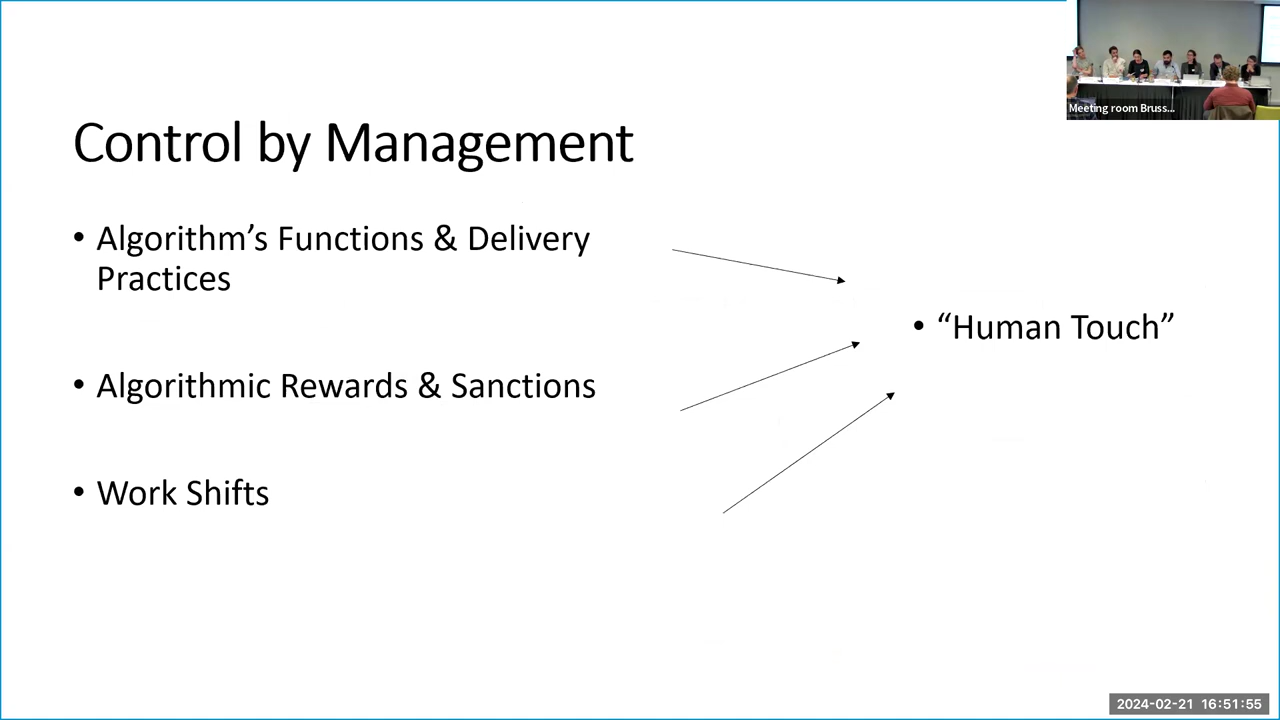 Meeting room Bruss...
Control by Management
• Algorithm’s Functions & Delivery
Practices
• Algorithmic Rewards & Sanctions
• Work Shifts
• “Human Touch”
2024-02-21 16:51:55